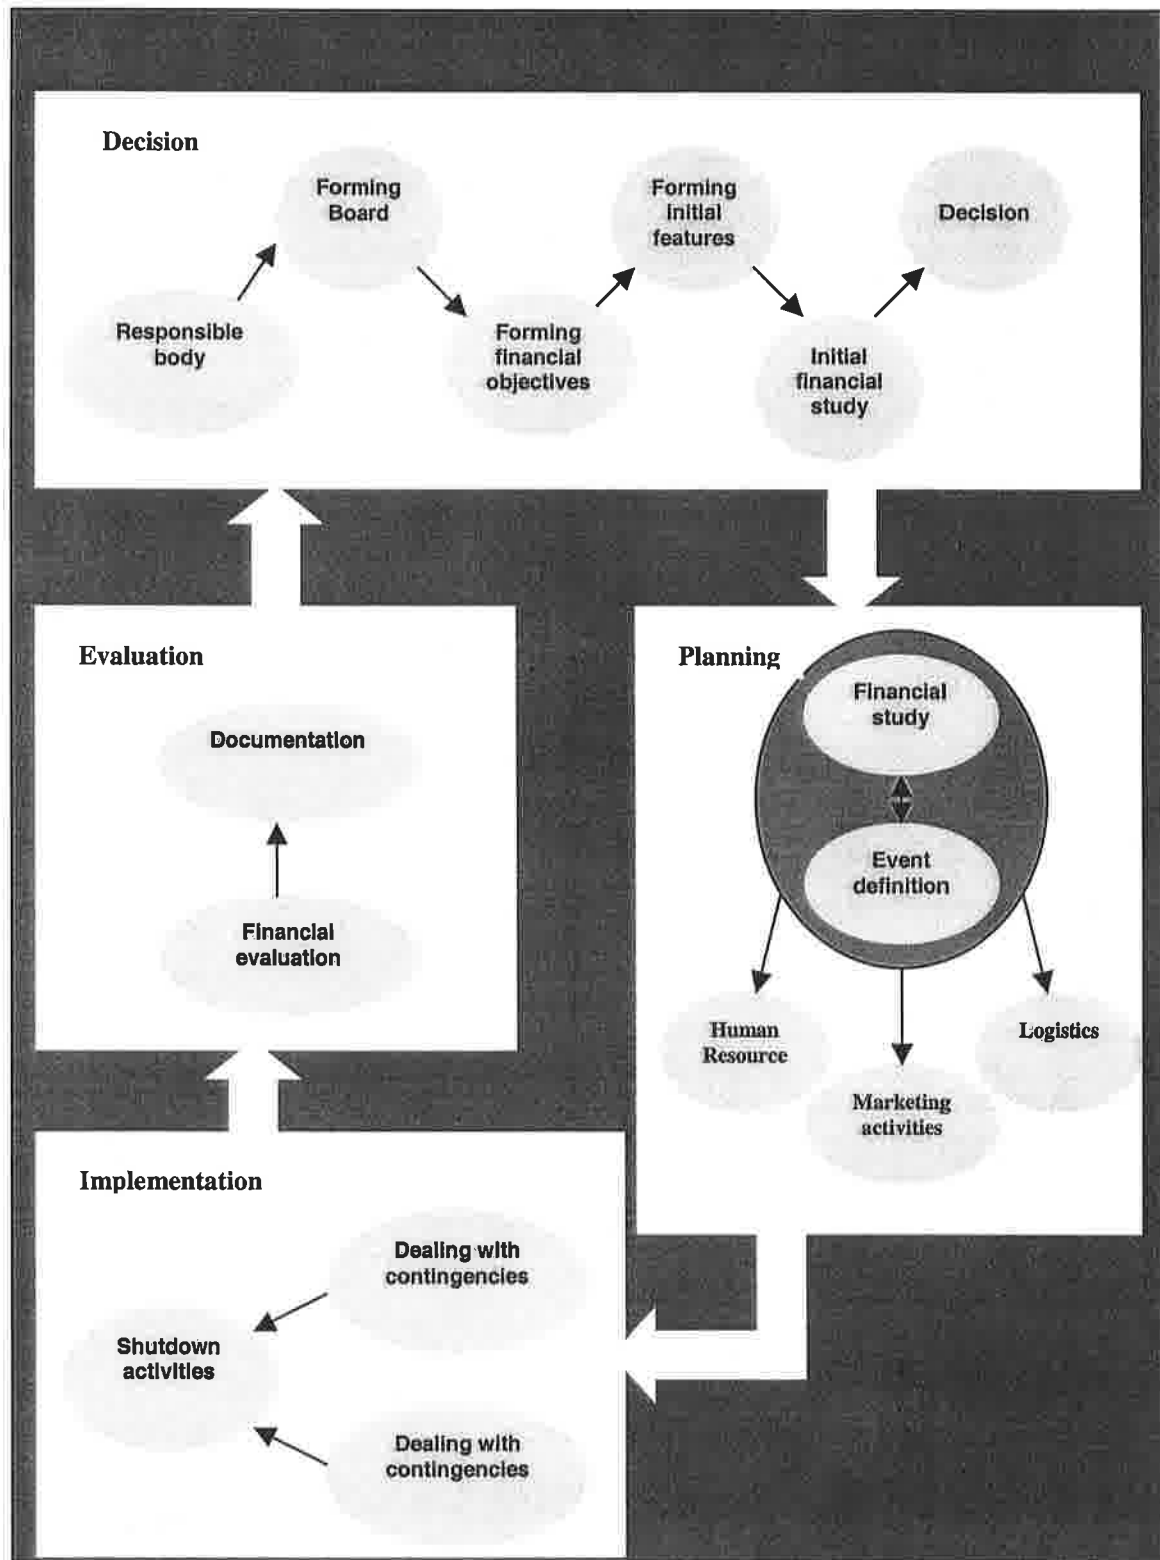 Decision
Forming
Board
Forming
initial
features
Decision
Responsible
body
Forming
financial
objectives
Initial
financial
study
Evaluation
Documentation
Financial
evaluation
Planning
Financial
study
Event
definition
Human
Resource
Logistics
Marketing
activities
Implementation
Dealing with
contingencies
Shutdown
activities
Dealing with
contingencies